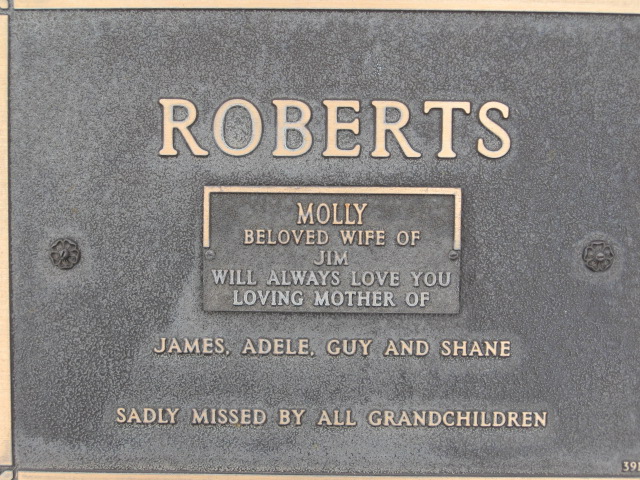 ROBERTS
MOLLY
BELOVED WIFE OF
JIM
WILL ALWAYS LOVE YOU
LOVING MOTHER OF
JAMES, ADELE, GUY AND SHANE
SADLY MISSED BY ALL GRANDCHILDREN